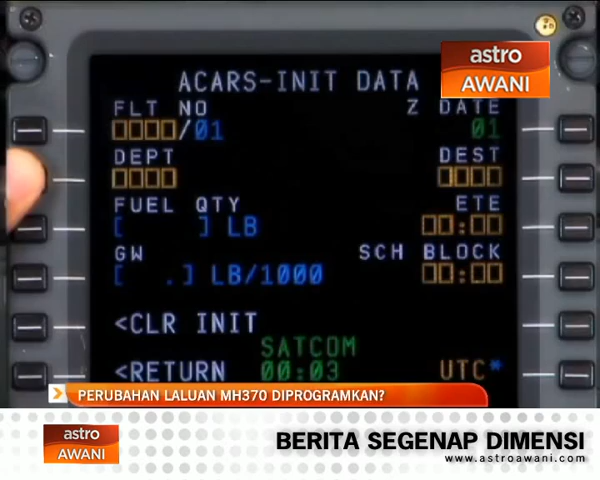 astro
AWANI
ACARS-INIT DATA
FLT NO Z DATE
▯▯▯▯/01 01
DEPT DEST
▯▯▯▯ ▯▯▯▯
FUEL QTY ETE
[ ] LB ▯▯:▯▯
GW SCH BLOCK
[ .] LB/1000 ▯▯:▯▯
<CLR INIT
SATCOM
<RETURN 00:03 UTC*
PERUBAHAN LALUAN MH370 DIPROGRAMKAN?
astro
AWANI
BERITA SEGENAP DIMENSI
www.astroawani.com